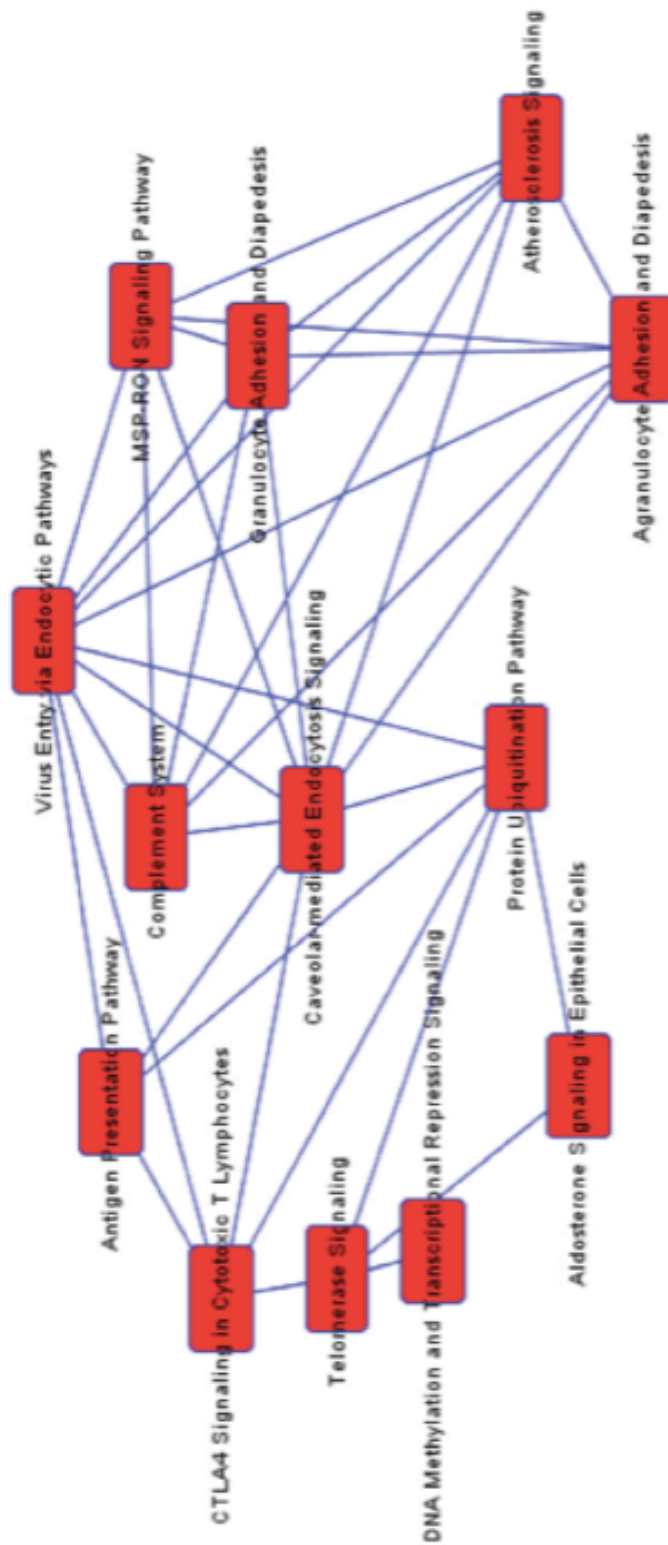 Virus Entry via Endocytic Pathways
Antigen Presentation Pathway
MSP-RON Signaling Pathway
Complement System
CTLA4 Signaling in Cytotoxic T Lymphocytes
Granulocyte Adhesion and Diapedesis
Caveolar-mediated Endocytosis Signaling
Telomerase Signaling
DNA Methylation and Transcriptional Repression Signaling
Protein Ubiquitination Pathway
Atherosclerosis Signaling
Aldosterone Signaling in Epithelial Cells
Agranulocyte Adhesion and Diapedesis